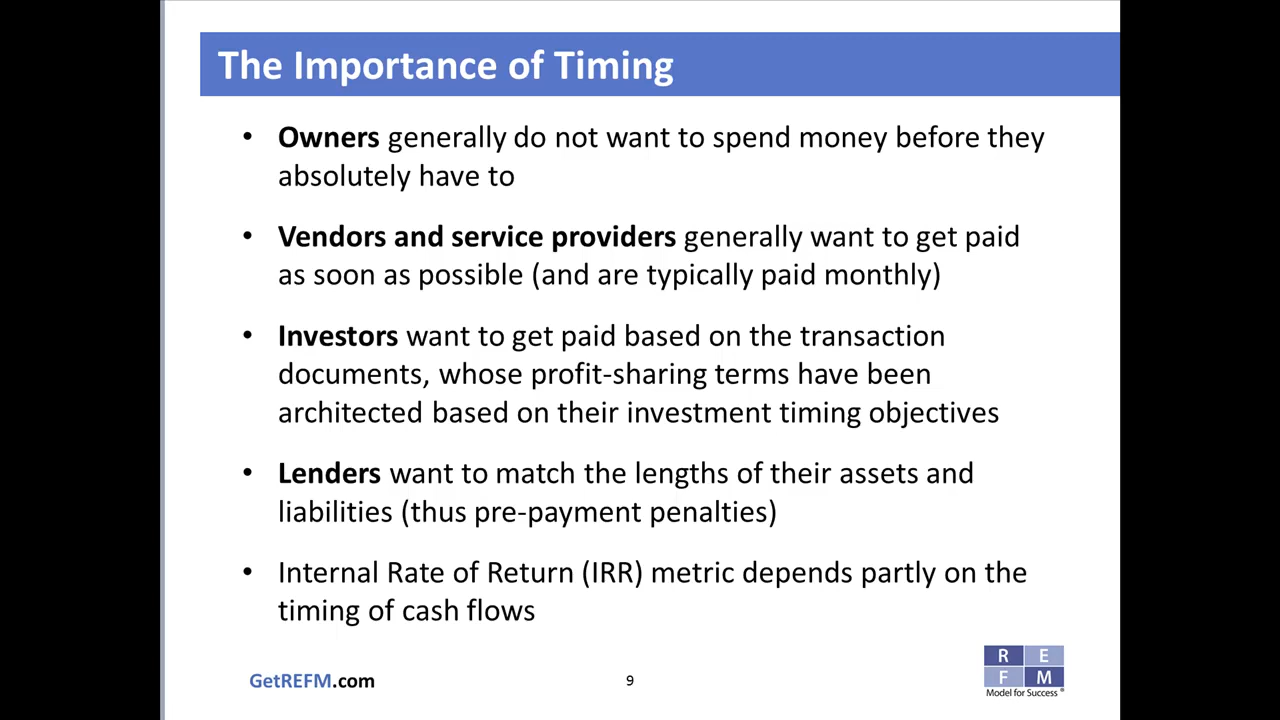 The Importance of Timing
• Owners generally do not want to spend money before they
absolutely have to
• Vendors and service providers generally want to get paid
as soon as possible (and are typically paid monthly)
• Investors want to get paid based on the transaction
documents, whose profit-sharing terms have been
architected based on their investment timing objectives
• Lenders want to match the lengths of their assets and
liabilities (thus pre-payment penalties)
• Internal Rate of Return (IRR) metric depends partly on the
timing of cash flows
GetREFM.com
9
R E
F M
Model for Success ®